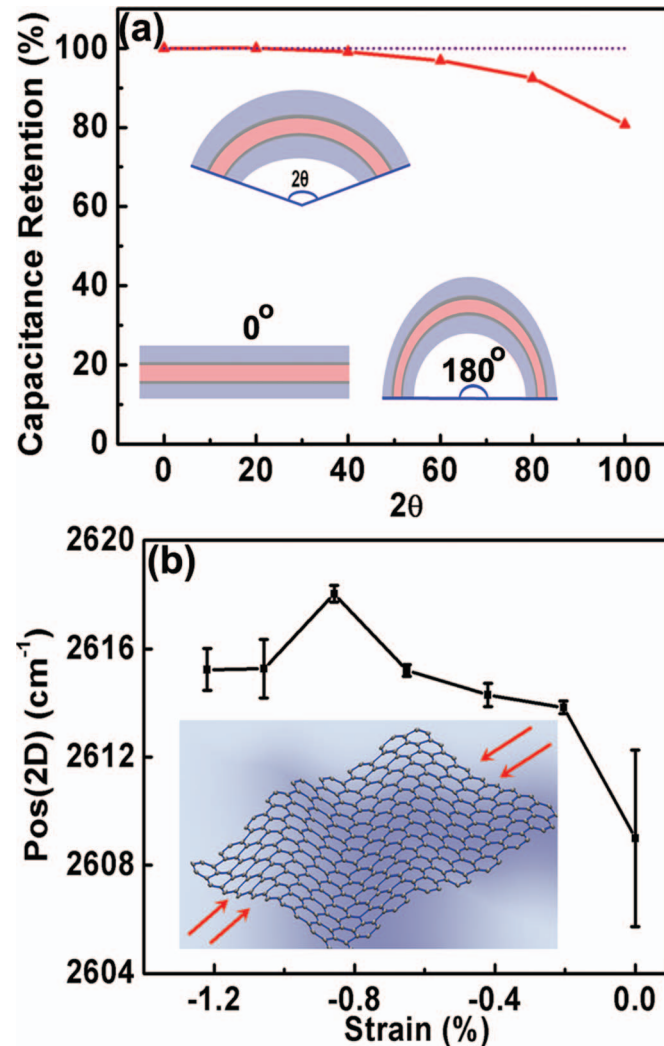 (a)
Capacitance Retention (%)
100
80
60
40
20
0
2θ
0°
180°
0 20 40 60 80 100
2θ
(b)
Pos(2D) (cm⁻¹)
2620
2616
2612
2608
2604
-1.2 -0.8 -0.4 0.0
Strain (%)